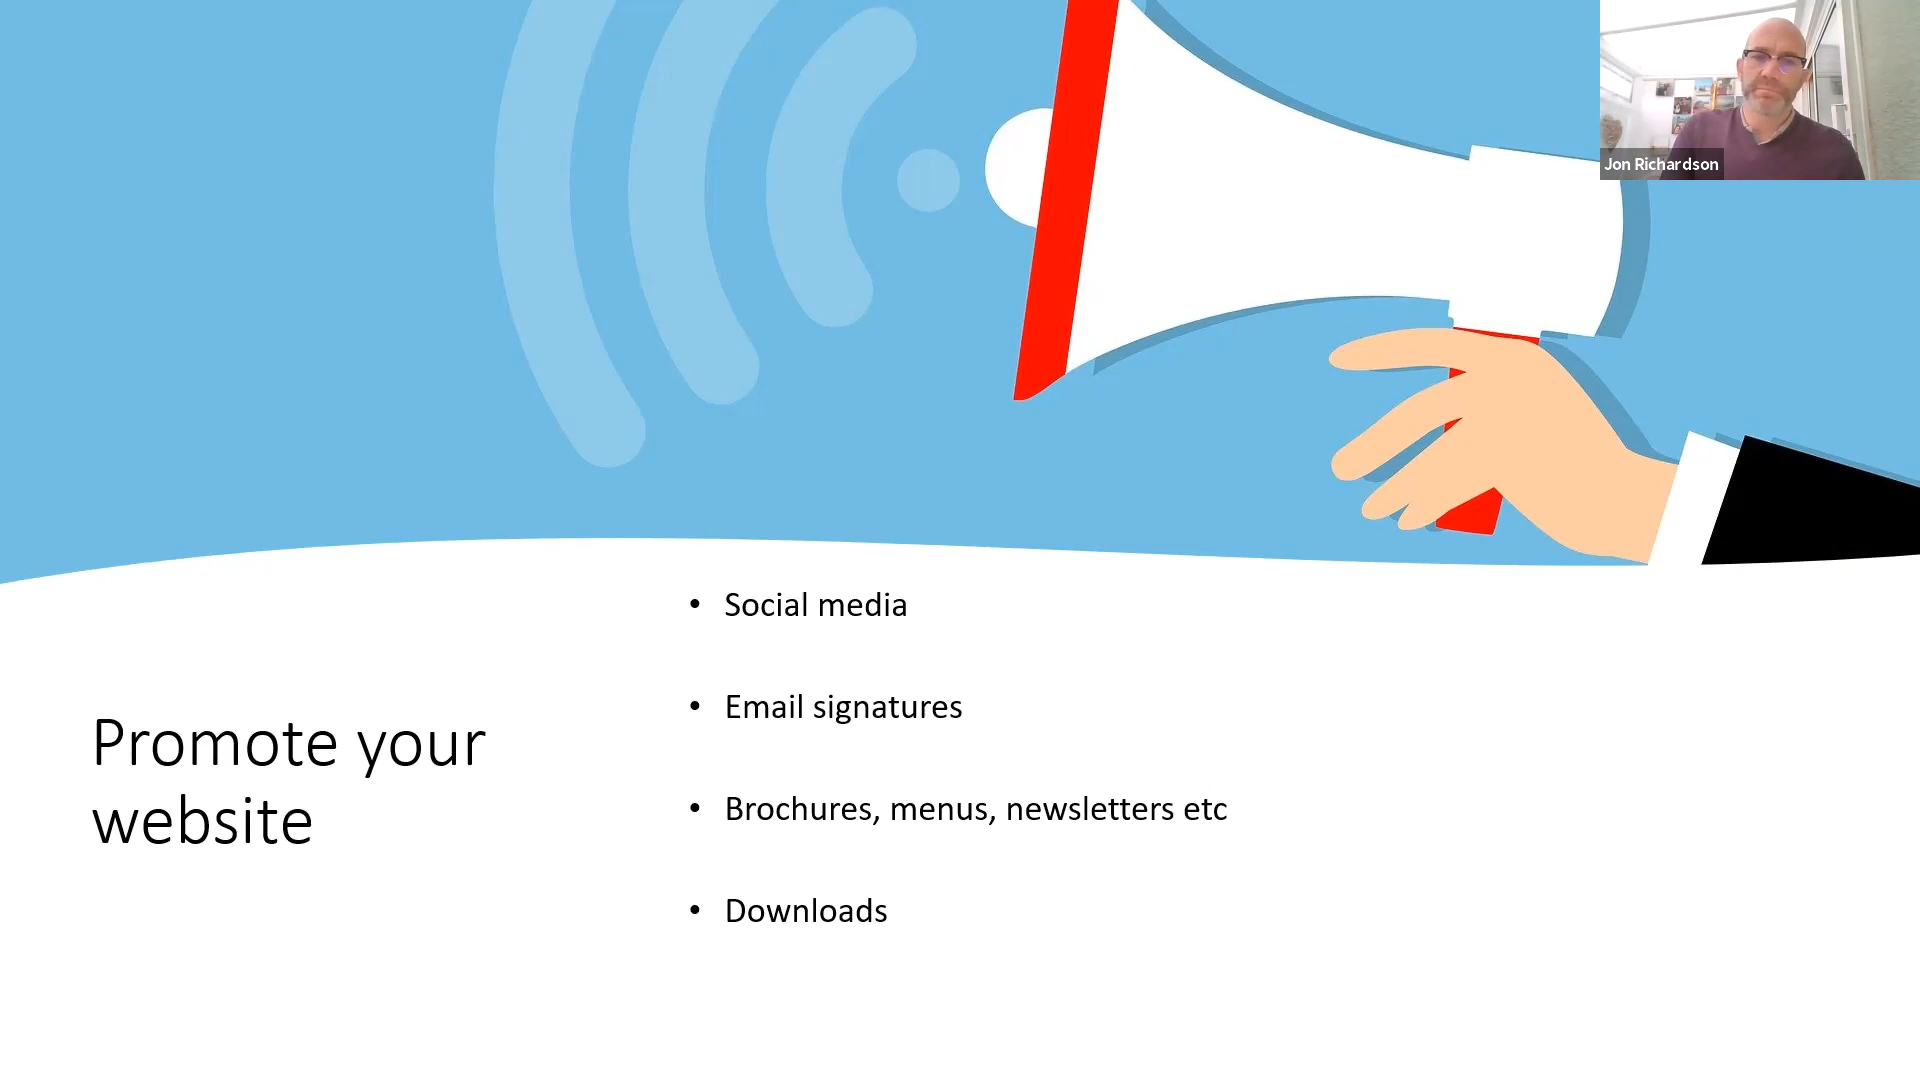 Jon Richardson
Promote your
website
• Social media
• Email signatures
• Brochures, menus, newsletters etc
• Downloads